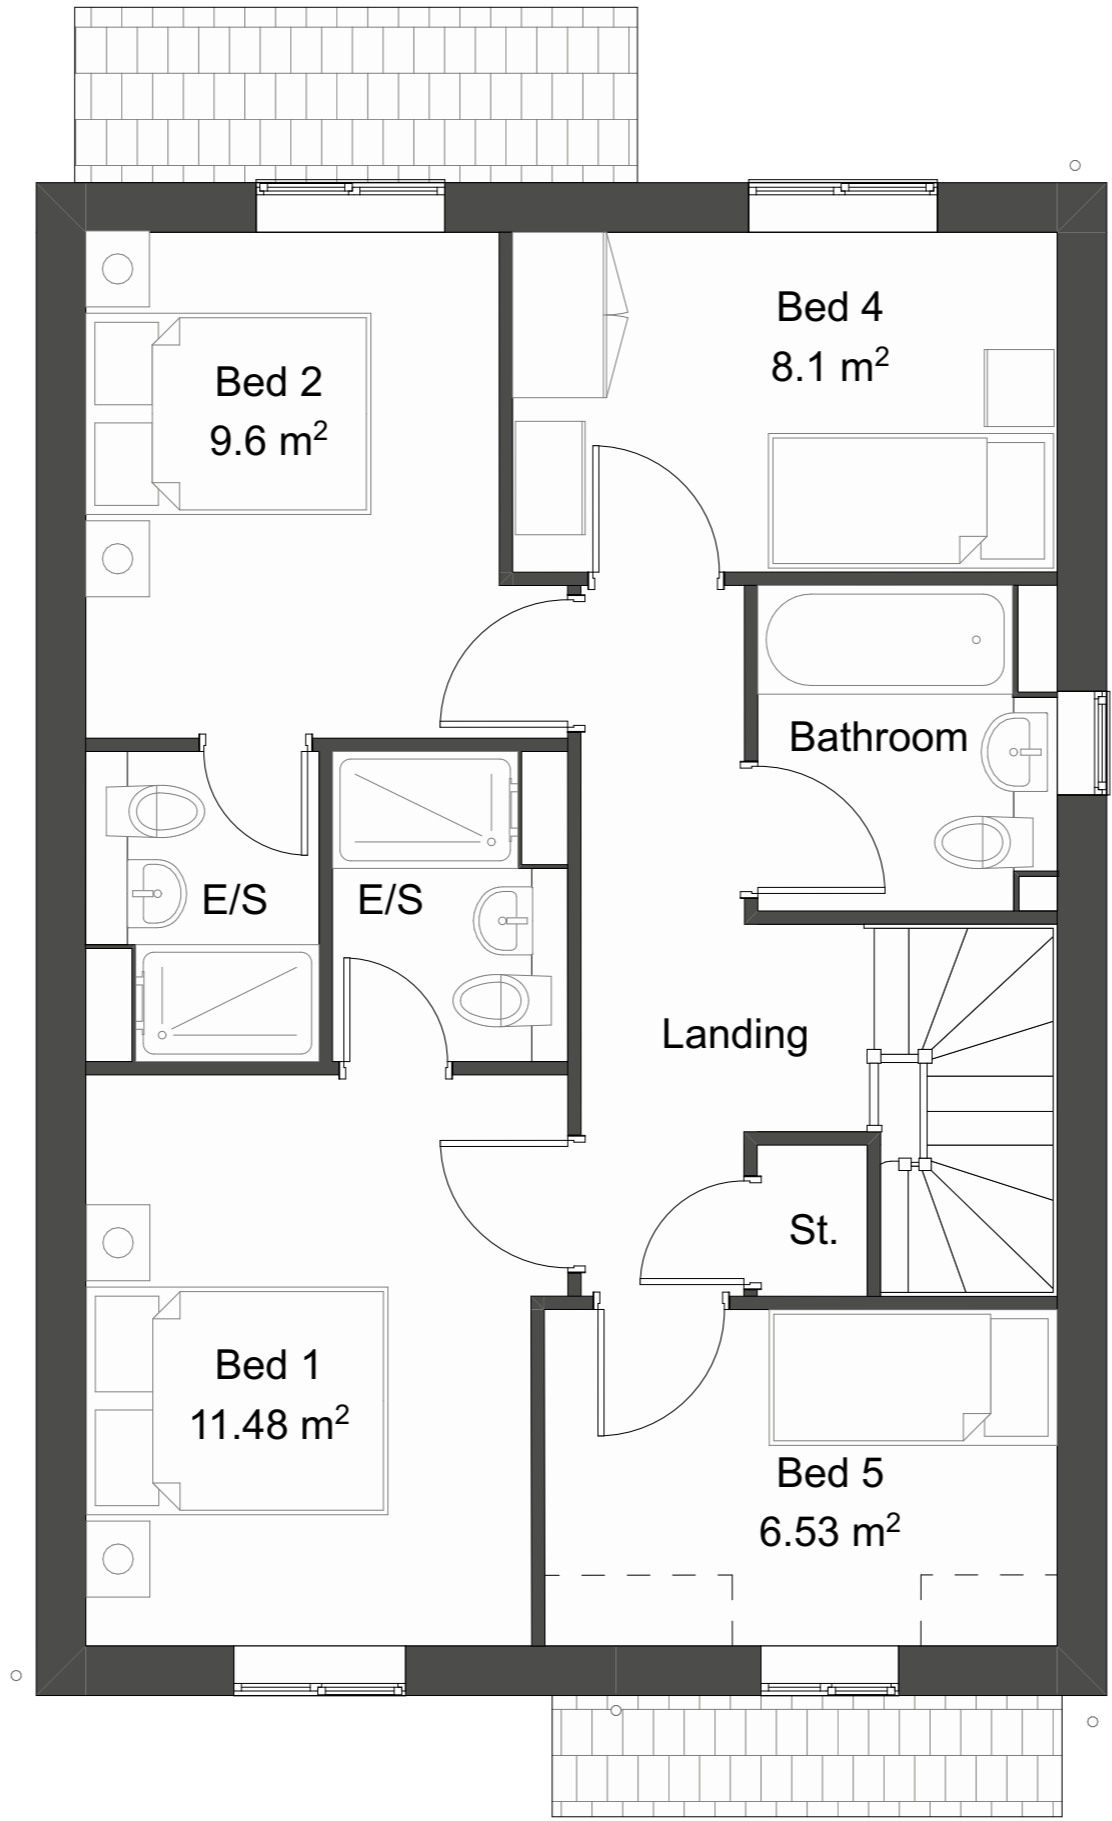 Bed 4
8.1 m²
Bed 2
9.6 m²
Bathroom
E/S
E/S
Landing
St.
Bed 1
11.48 m²
Bed 5
6.53 m²